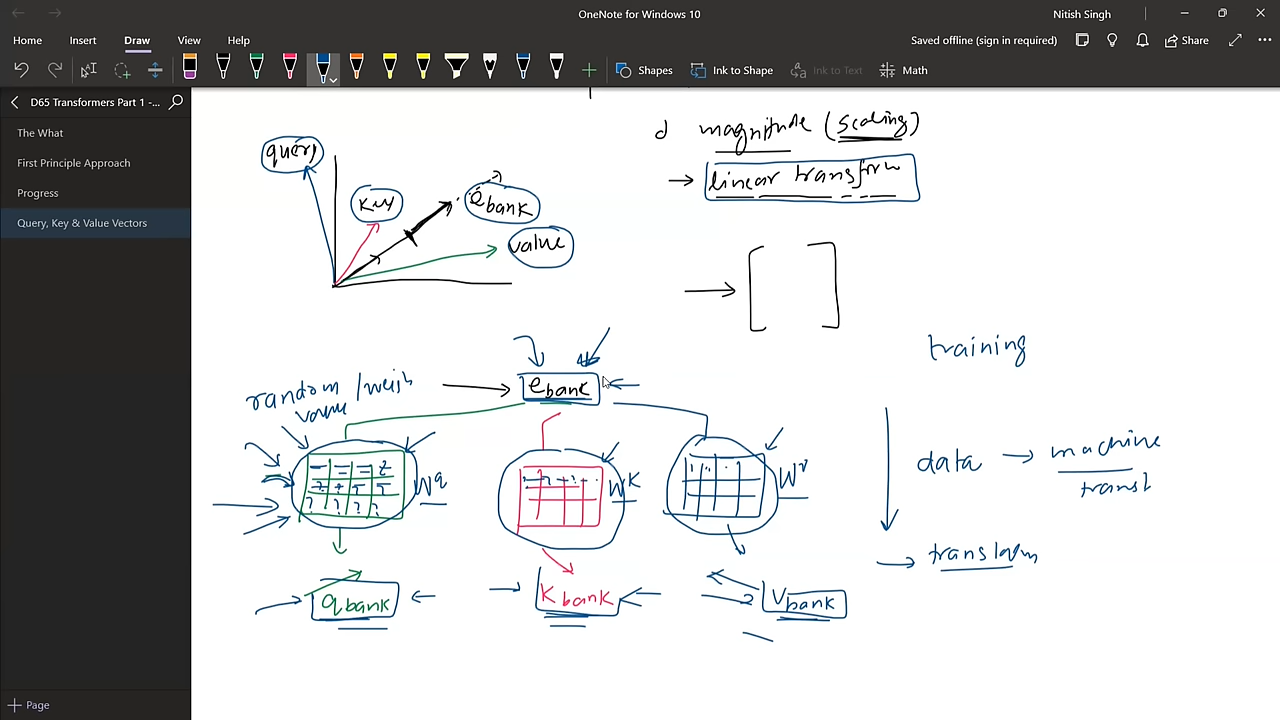 OneNote for Windows 10
Nitish Singh
Home
Insert
Draw
View
Help
Saved offline (sign in required)
Share
Shapes
Ink to Shape
Ink to Text
Math
D65 Transformers Part 1 -...
The What
First Principle Approach
Progress
Query, Key & Value Vectors
Page
magnitude (scaling)
linear transform
query
key
ebank
value
training
random /weig
value
ebank
Wq
WK
Wv
data → machine
transl
qbank
Kbank
Vbank